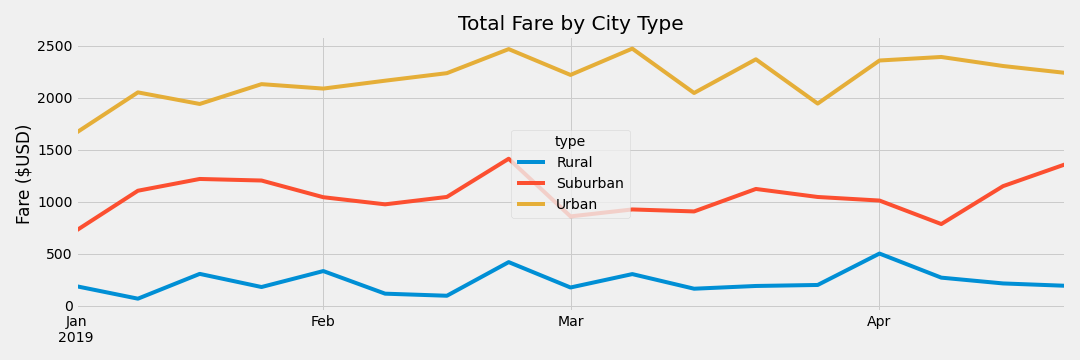 Total Fare by City Type
Fare ($USD)
2500
2000
1500
1000
500
0
type
Rural
Suburban
Urban
Jan
2019
Feb
Mar
Apr